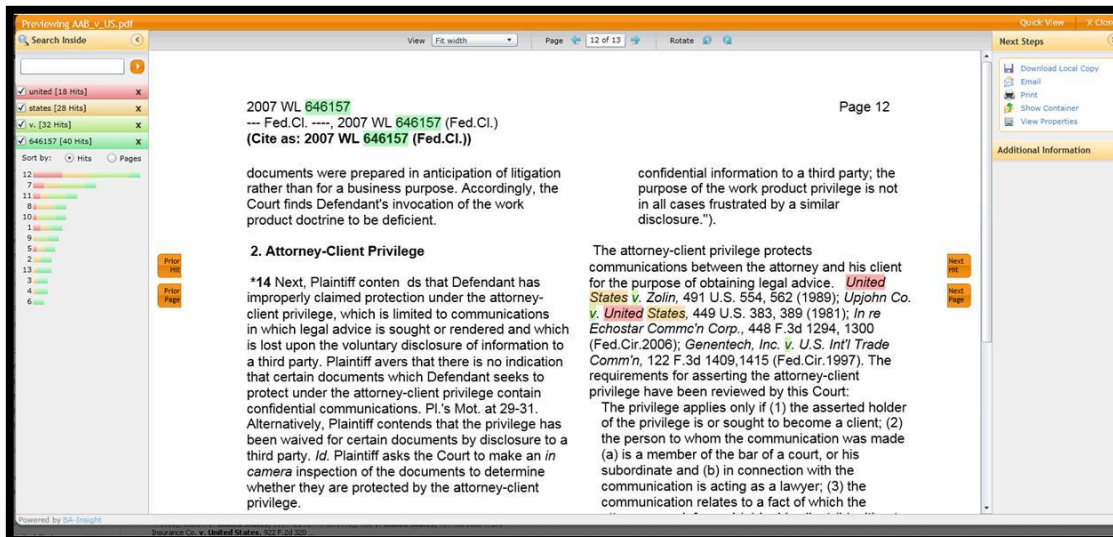 Previewing AAB_v_US.pdf
Quick View
X Close
Search Inside
View
Fit width
Page
12 of 13
Rotate
Next Steps
united [18 Hits] x
states [28 Hits] x
v. [32 Hits] x
646157 [40 Hits] x
Sort by: Hits Pages
12
7
11
8
10
1
9
5
2
13
3
4
6
Prior Hit
Prior Page
2007 WL 646157
Page 12
--- Fed.Cl. ----, 2007 WL 646157 (Fed.Cl.)
(Cite as: 2007 WL 646157 (Fed.Cl.))
documents were prepared in anticipation of litigation
rather than for a business purpose. Accordingly, the
Court finds Defendant's invocation of the work
product doctrine to be deficient.
2. Attorney-Client Privilege
*14 Next, Plaintiff conten ds that Defendant has
improperly claimed protection under the attorney-
client privilege, which is limited to communications
in which legal advice is sought or rendered and which
is lost upon the voluntary disclosure of information to
a third party. Plaintiff avers that there is no indication
that certain documents which Defendant seeks to
protect under the attorney-client privilege contain
confidential communications. Pl.'s Mot. at 29-31.
Alternatively, Plaintiff contends that the privilege has
been waived for certain documents by disclosure to a
third party. Id. Plaintiff asks the Court to make an in
camera inspection of the documents to determine
whether they are protected by the attorney-client
privilege.
confidential information to a third party; the
purpose of the work product privilege is not
in all cases frustrated by a similar
disclosure.").
The attorney-client privilege protects
communications between the attorney and his client
for the purpose of obtaining legal advice. United
States v. Zolin, 491 U.S. 554, 562 (1989); Upjohn Co.
v. United States, 449 U.S. 383, 389 (1981); In re
Echostar Commc'n Corp., 448 F.3d 1294, 1300
(Fed.Cir.2006); Genentech, Inc. v. U.S. Int'l Trade
Comm'n, 122 F.3d 1409,1415 (Fed.Cir.1997). The
requirements for asserting the attorney-client
privilege have been reviewed by this Court:
The privilege applies only if (1) the asserted holder
of the privilege is or sought to become a client; (2)
the person to whom the communication was made
(a) is a member of the bar of a court, or his
subordinate and (b) in connection with the
communication is acting as a lawyer; (3) the
communication relates to a fact of which the
Next Hit
Next Page
Download Local Copy
Email
Print
Show Container
View Properties
Additional Information
Powered by BA-Insight
Insurance Co. v. United States, 922 F.2d 320 ...